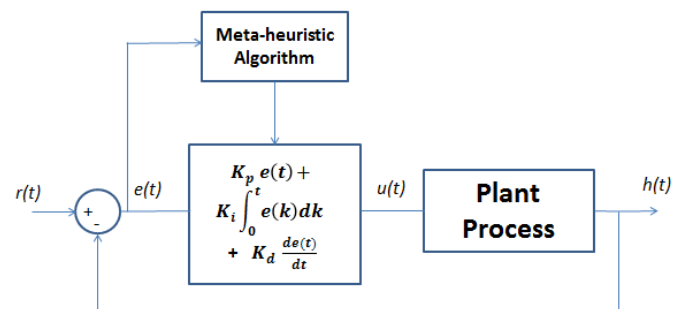 Meta-heuristic
Algorithm
r(t)
+
-
e(t)
K_p e(t) +
K_i ∫_0^t e(k)dk
+ K_d de(t)/dt
u(t)
Plant
Process
h(t)